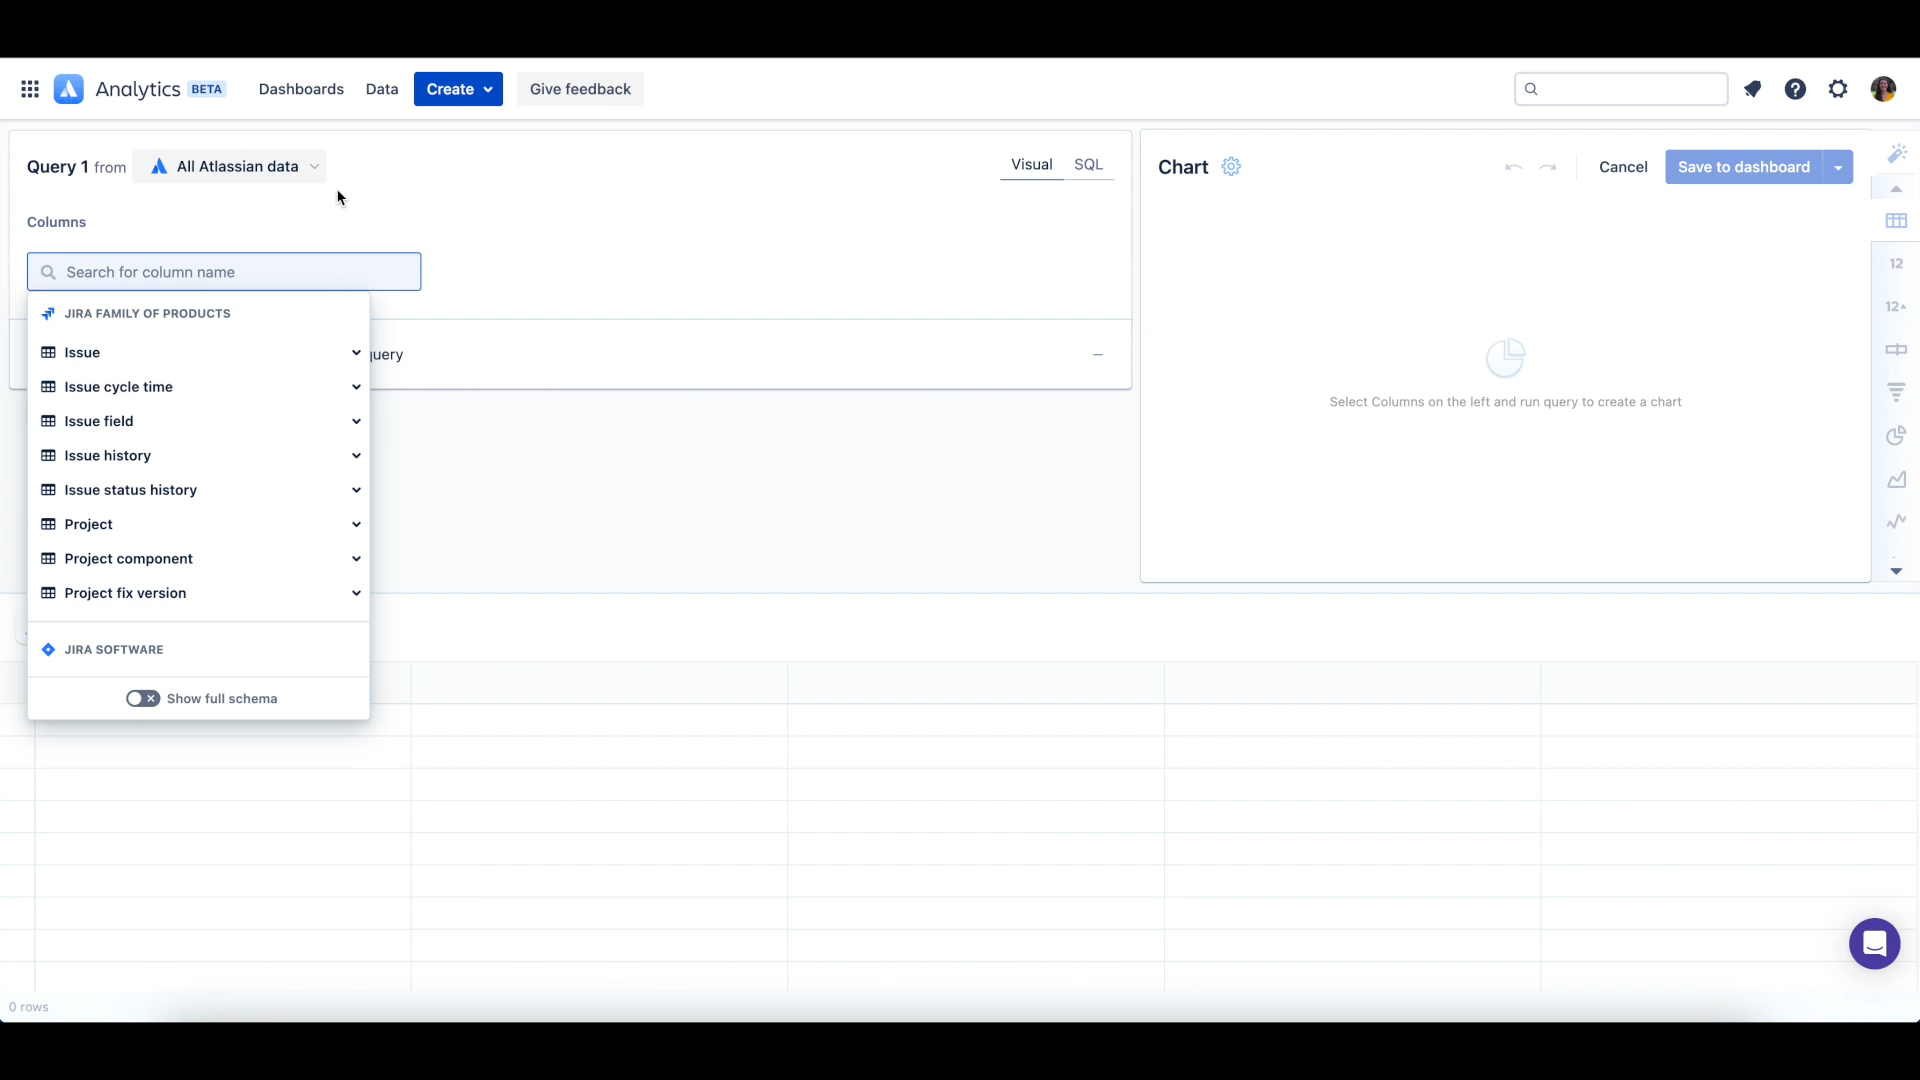 Analytics BETA Dashboards Data Create Give feedback
Query 1 from All Atlassian data Visual SQL
Columns
Search for column name
JIRA FAMILY OF PRODUCTS
Issue
query
Issue cycle time
Issue field
Issue history
Issue status history
Project
Project component
Project fix version
JIRA SOFTWARE
Show full schema
Chart Cancel Save to dashboard
12
12
Select Columns on the left and run query to create a chart
0 rows